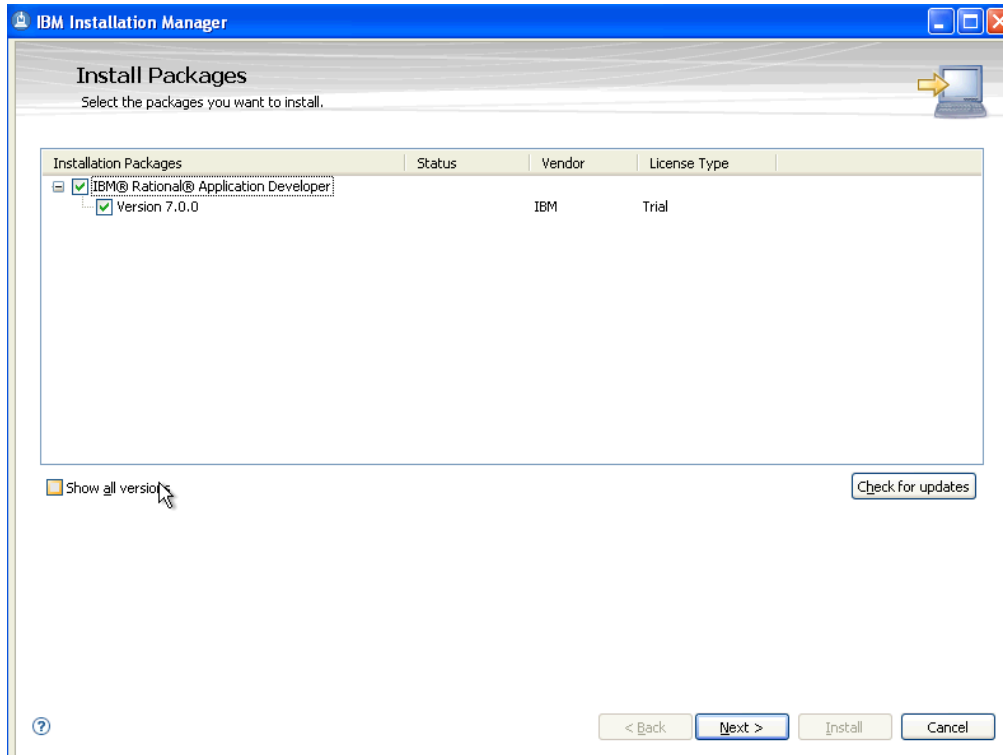 IBM Installation Manager
Install Packages
Select the packages you want to install.
Installation Packages Status Vendor License Type
IBM® Rational® Application Developer
Version 7.0.0 IBM Trial
Show all versions Check for updates
< Back Next > Install Cancel